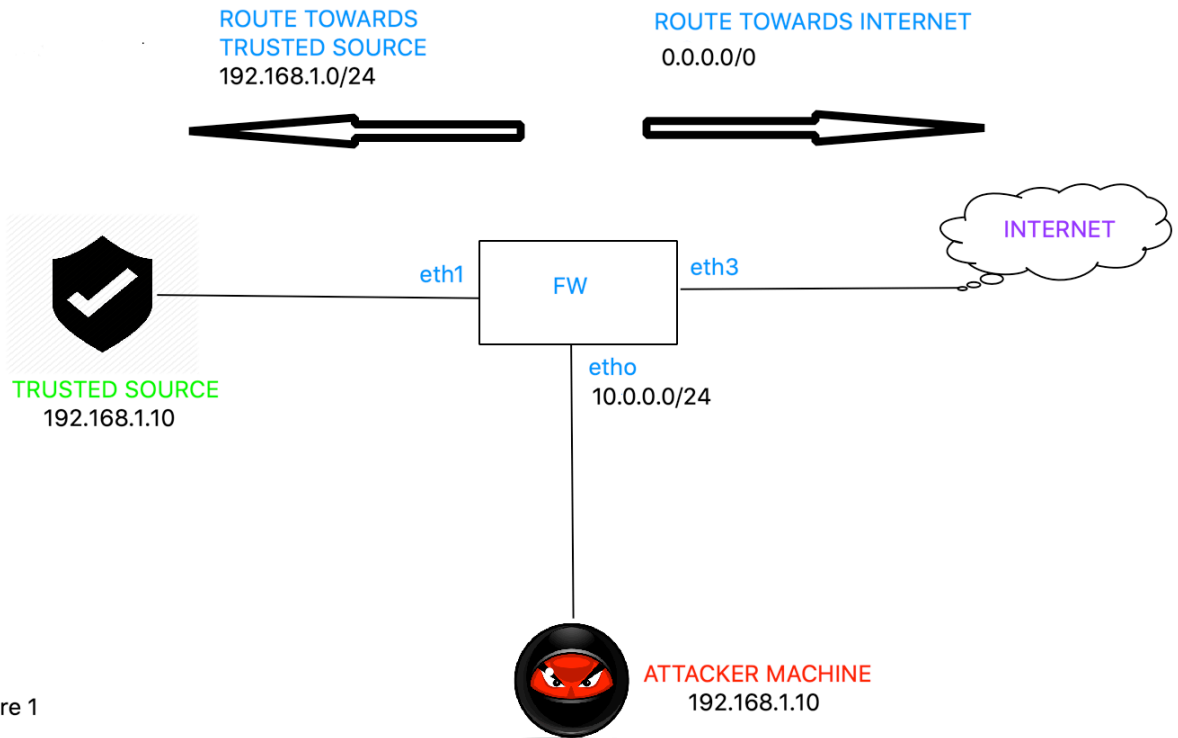 ROUTE TOWARDS
TRUSTED SOURCE
192.168.1.0/24
ROUTE TOWARDS INTERNET
0.0.0.0/0
INTERNET
eth1
FW
eth3
etho
10.0.0.0/24
TRUSTED SOURCE
192.168.1.10
ATTACKER MACHINE
192.168.1.10
re 1